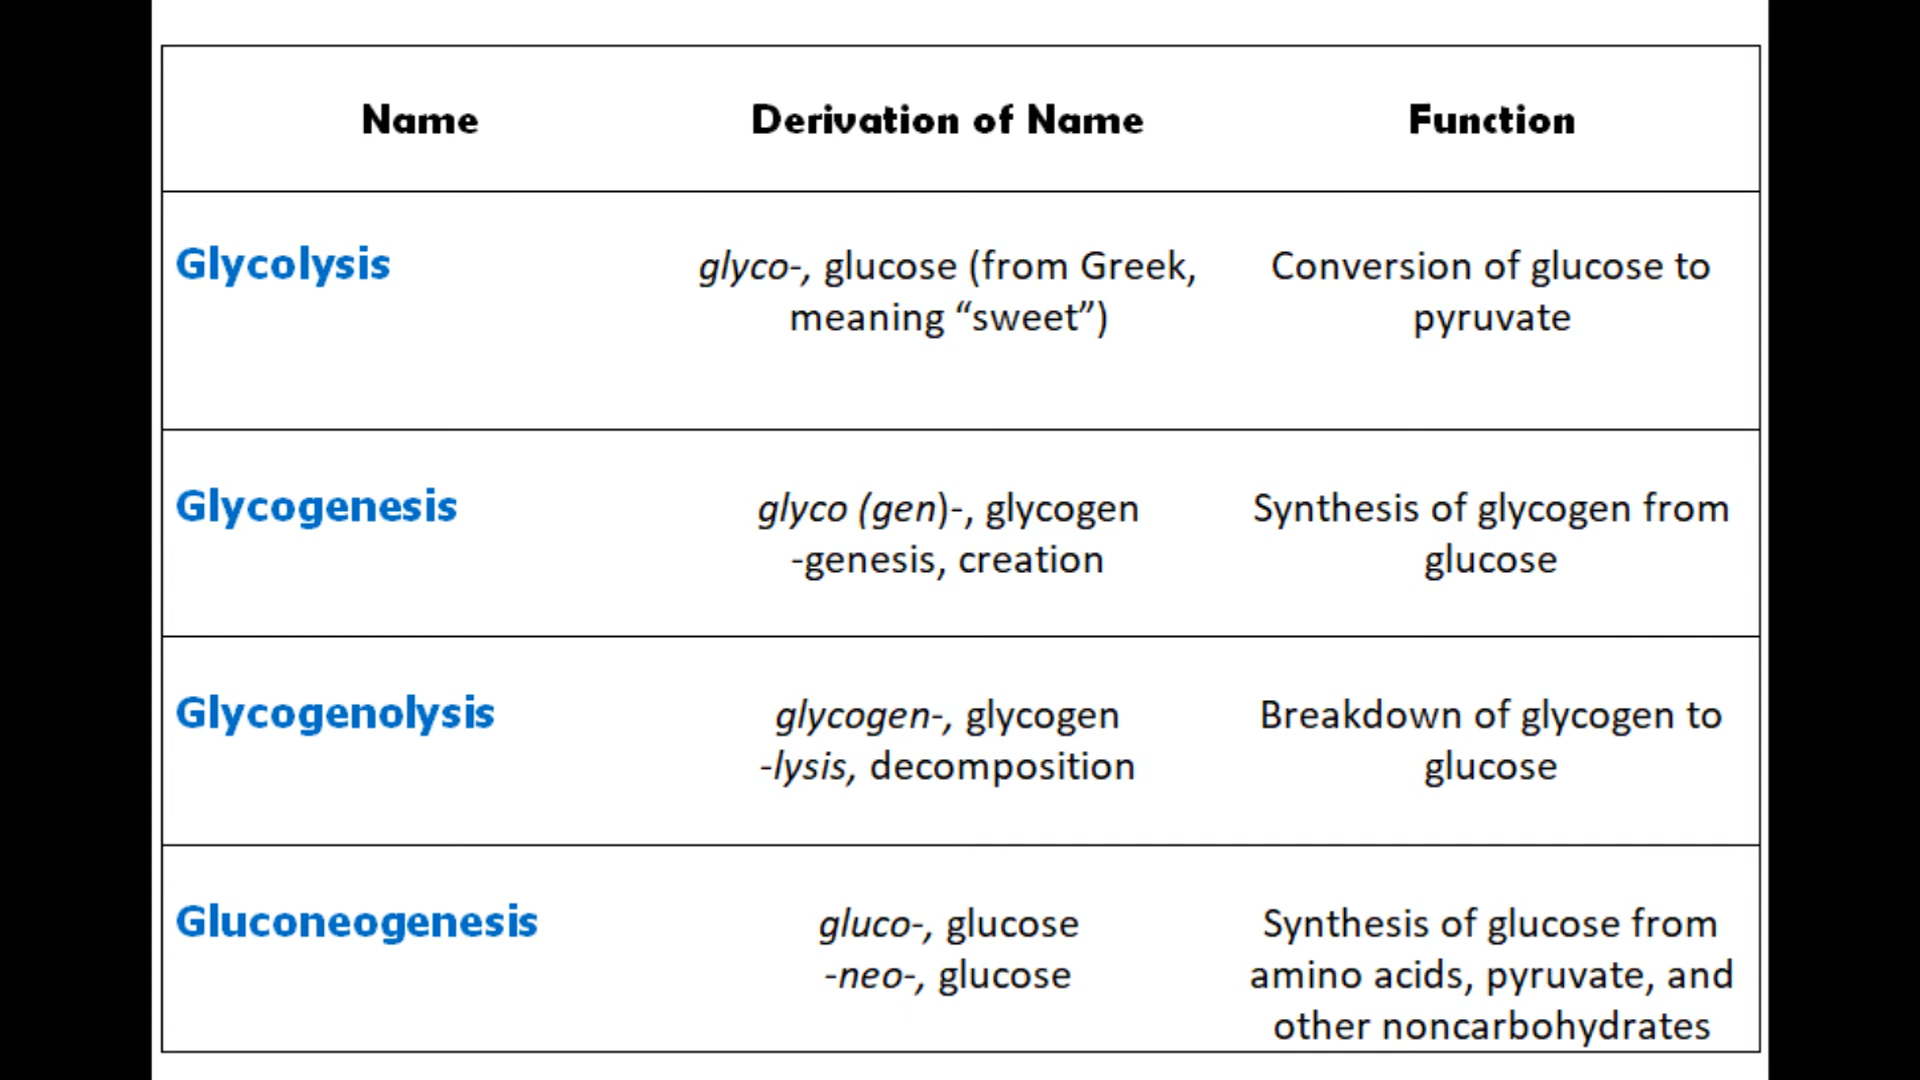 Name Derivation of Name Function
Glycolysis
glyco-, glucose (from Greek,
meaning “sweet”)
Conversion of glucose to
pyruvate
Glycogenesis
glyco (gen)-, glycogen
-genesis, creation
Synthesis of glycogen from
glucose
Glycogenolysis
glycogen-, glycogen
-lysis, decomposition
Breakdown of glycogen to
glucose
Gluconeogenesis
gluco-, glucose
-neo-, glucose
Synthesis of glucose from
amino acids, pyruvate, and
other noncarbohydrates